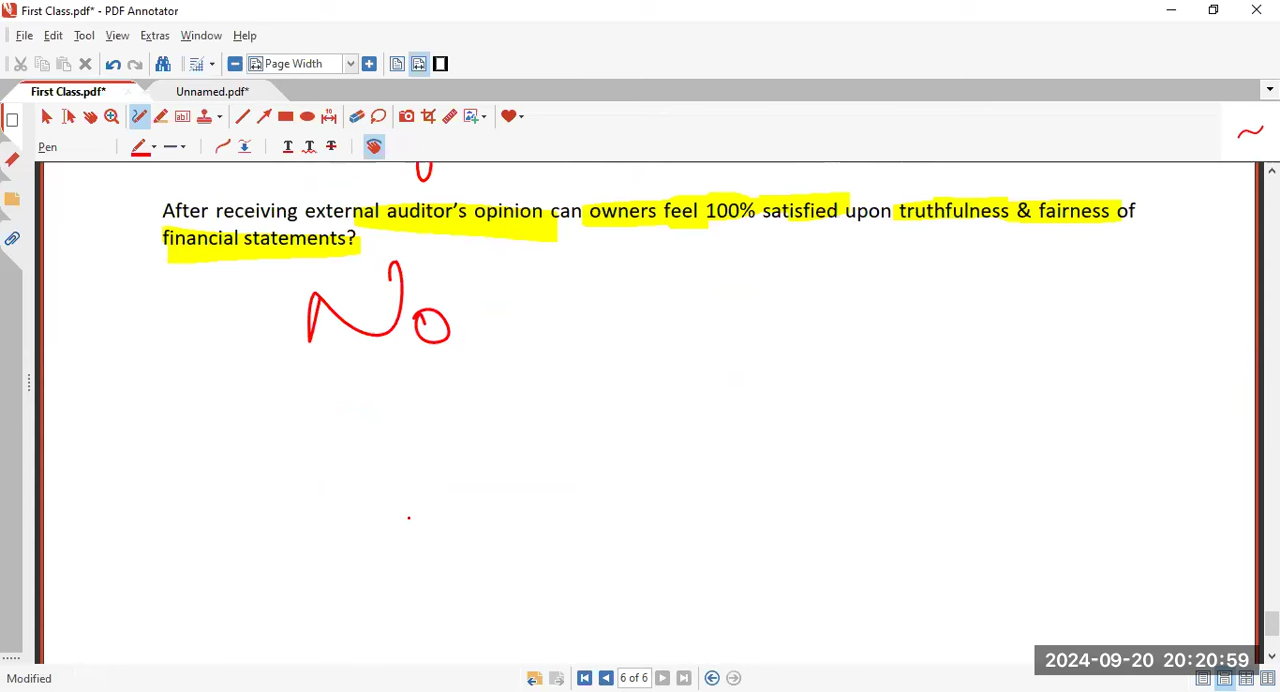 First Class.pdf* - PDF Annotator
File Edit Tool View Extras Window Help
Page Width
First Class.pdf* Unnamed.pdf*
ab|
10
Pen T T T
After receiving external auditor's opinion can owners feel 100% satisfied upon truthfulness & fairness of
financial statements?
No
2024-09-20 20:20:59
Modified 6 of 6